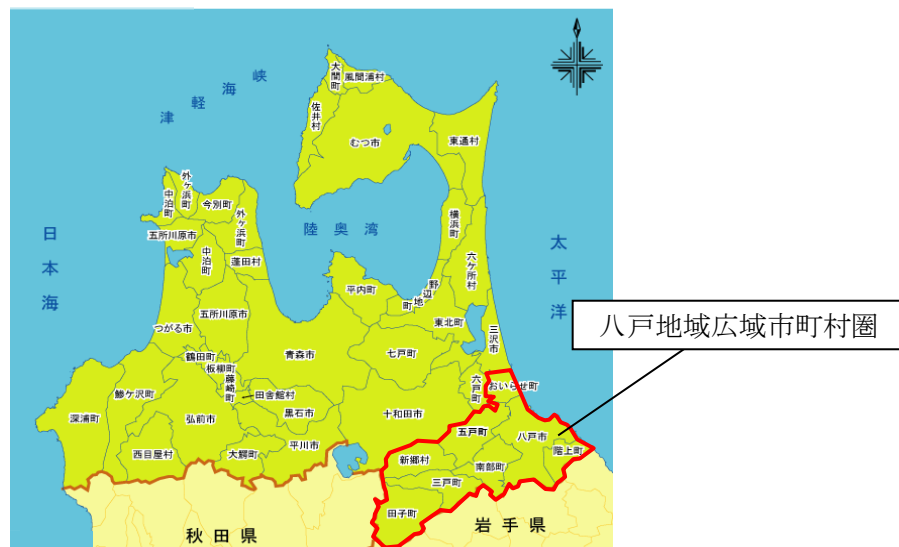 津軽海峡
日本海
陸奥湾
太平洋
大間町
風間浦村
佐井村
むつ市
東通村
外ヶ浜町
中泊町
今別町
外ヶ浜町
五所川原市
中泊町
蓬田村
横浜町
六ヶ所村
平内町
野辺地町
東北町
五所川原市
つがる市
三沢市
八戸地域広域市町村圏
青森市
七戸町
鶴田町
板柳町
藤崎町
田舎館村
六戸町
おいらせ町
鰺ケ沢町
深浦町
弘前市
黒石市
十和田市
五戸町
八戸市
階上町
西目屋村
大鰐町
平川市
新郷村
南部町
三戸町
田子町
秋田県
岩手県